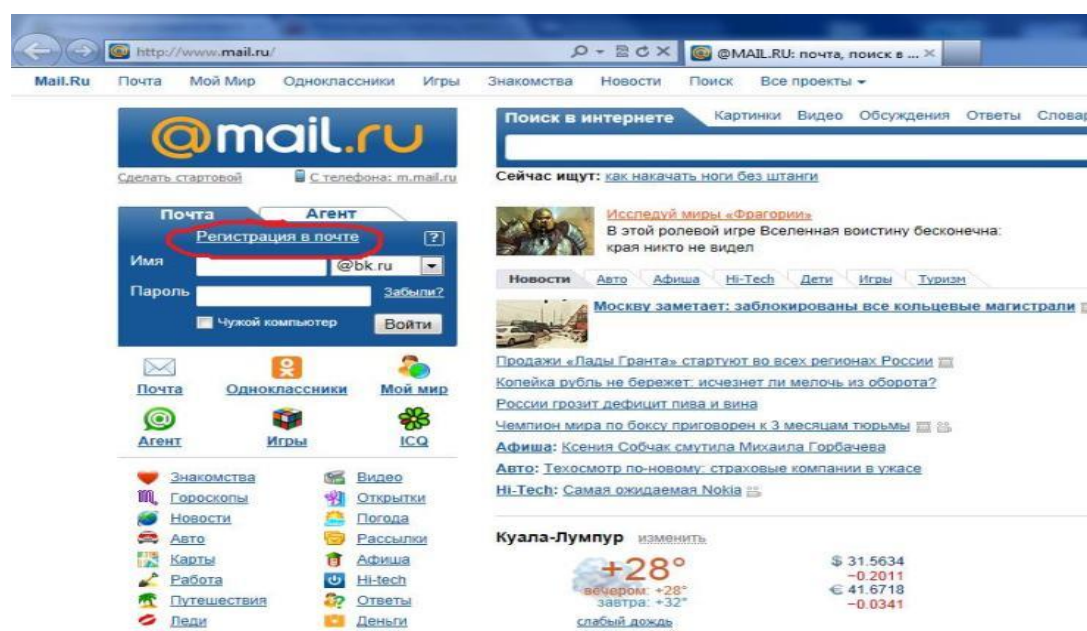 http://www.mail.ru/
@MAIL.RU: почта, поиск в ...
Mail.Ru Почта Мой Мир Одноклассники Игры Знакомства Новости Поиск Все проекты
@mail.ru
Сделать стартовой С телефона: m.mail.ru
Почта Агент
Регистрация в почте ?
Имя @bk.ru
Пароль Забыли?
Чужой компьютер Войти
Почта Одноклассники Мой мир
Агент Игры ICQ
Знакомства Видео
Гороскопы Открытки
Новости Погода
Авто Рассылки
Карты Афиша
Работа Hi-tech
Путешествия Ответы
Леди Деньги
Поиск в интернете Картинки Видео Обсуждения Ответы Словар
Сейчас ищут: как накачать ноги без штанги
Исследуй миры «Фрагории»
В этой ролевой игре Вселенная воистину бесконечна:
края никто не видел
Новости Авто Афиша Hi-Tech Дети Игры Туризм
Москву заметает: заблокированы все кольцевые магистрали
Продажи «Лады Гранта» стартуют во всех регионах России
Копейка рубль не бережет: исчезнет ли мелочь из оборота?
России грозит дефицит пива и вина
Чемпион мира по боксу приговорен к 3 месяцам тюрьмы
Афиша: Ксения Собчак смутила Михаила Горбачева
Авто: Техосмотр по-новому: страховые компании в ужасе
Hi-Tech: Самая ожидаемая Nokia
Куала-Лумпур изменить
+28° $ 31.5634
−0.2011
вечером: +28° € 41.6718
завтра: +32° −0.0341
слабый дождь